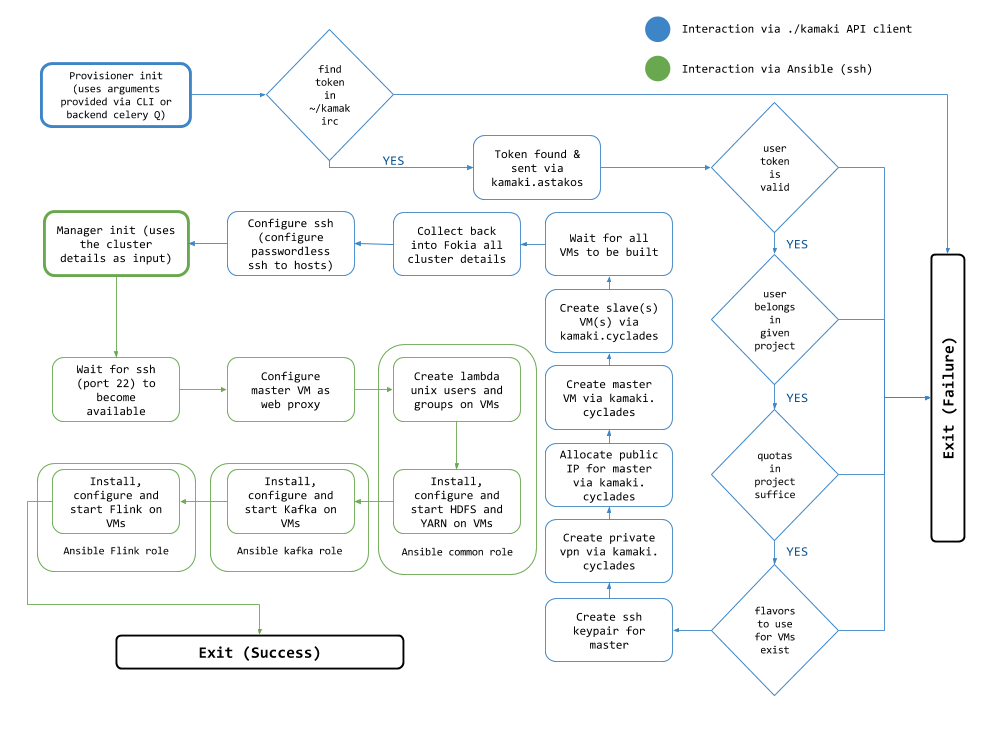 Interaction via ./kamaki API client
Interaction via Ansible (ssh)
Provisioner init
(uses arguments
provided via CLI or
backend celery Q)
find
token
in
~/kamak
irc
YES
Token found &
sent via
kamaki.astakos
user
token
is
valid
YES
user
belongs
in
given
project
YES
quotas
in
project
suffice
YES
flavors
to use
for VMs
exist
Exit (Failure)
Create ssh
keypair for
master
Create private
vpn via kamaki.
cyclades
Allocate public
IP for master
via kamaki.
cyclades
Create master
VM via kamaki.
cyclades
Create slave(s)
VM(s) via
kamaki.cyclades
Wait for all
VMs to be built
Collect back
into Fokia all
cluster details
Configure ssh
(configure
passwordless
ssh to hosts)
Manager init (uses
the cluster
details as input)
Wait for ssh
(port 22) to
become
available
Configure
master VM as
web proxy
Create lambda
unix users and
groups on VMs
Install,
configure and
start HDFS and
YARN on VMs
Ansible common role
Install,
configure and
start Kafka on
VMs
Ansible kafka role
Install,
configure and
start Flink on
VMs
Ansible Flink role
Exit (Success)